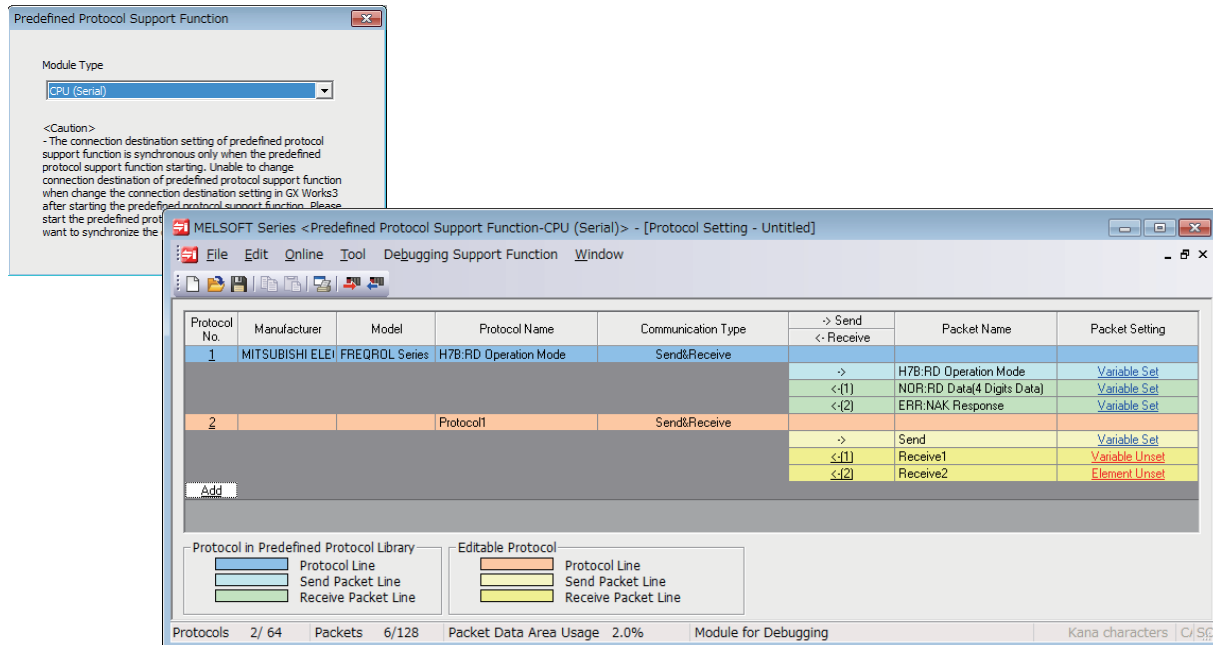 Predefined Protocol Support Function
Module Type
CPU (Serial)
<Caution>
- The connection destination setting of predefined protocol
support function is synchronous only when the predefined
protocol support function starting. Unable to change
connection destination of predefined protocol support function
when change the connection destination setting in GX Works3
after starting the predefined protocol support function. Please
start the predefined prot
want to synchronize the
MELSOFT Series <Predefined Protocol Support Function-CPU (Serial)> - [Protocol Setting - Untitled]
File Edit Online Tool Debugging Support Function Window
Protocol No. Manufacturer Model Protocol Name Communication Type -> Send <- Receive Packet Name Packet Setting
1 MITSUBISHI ELE FREQROL Series H7B:RD Operation Mode Send&Receive
-> H7B:RD Operation Mode Variable Set
<-(1) NOR:RD Data(4 Digits Data) Variable Set
<-(2) ERR:NAK Response Variable Set
2 Protocol1 Send&Receive
-> Send Variable Set
<-(1) Receive1 Variable Unset
<-(2) Receive2 Element Unset
Add
Protocol in Predefined Protocol Library
Protocol Line
Send Packet Line
Receive Packet Line
Editable Protocol
Protocol Line
Send Packet Line
Receive Packet Line
Protocols 2/ 64 Packets 6/128 Packet Data Area Usage 2.0% Module for Debugging Kana characters